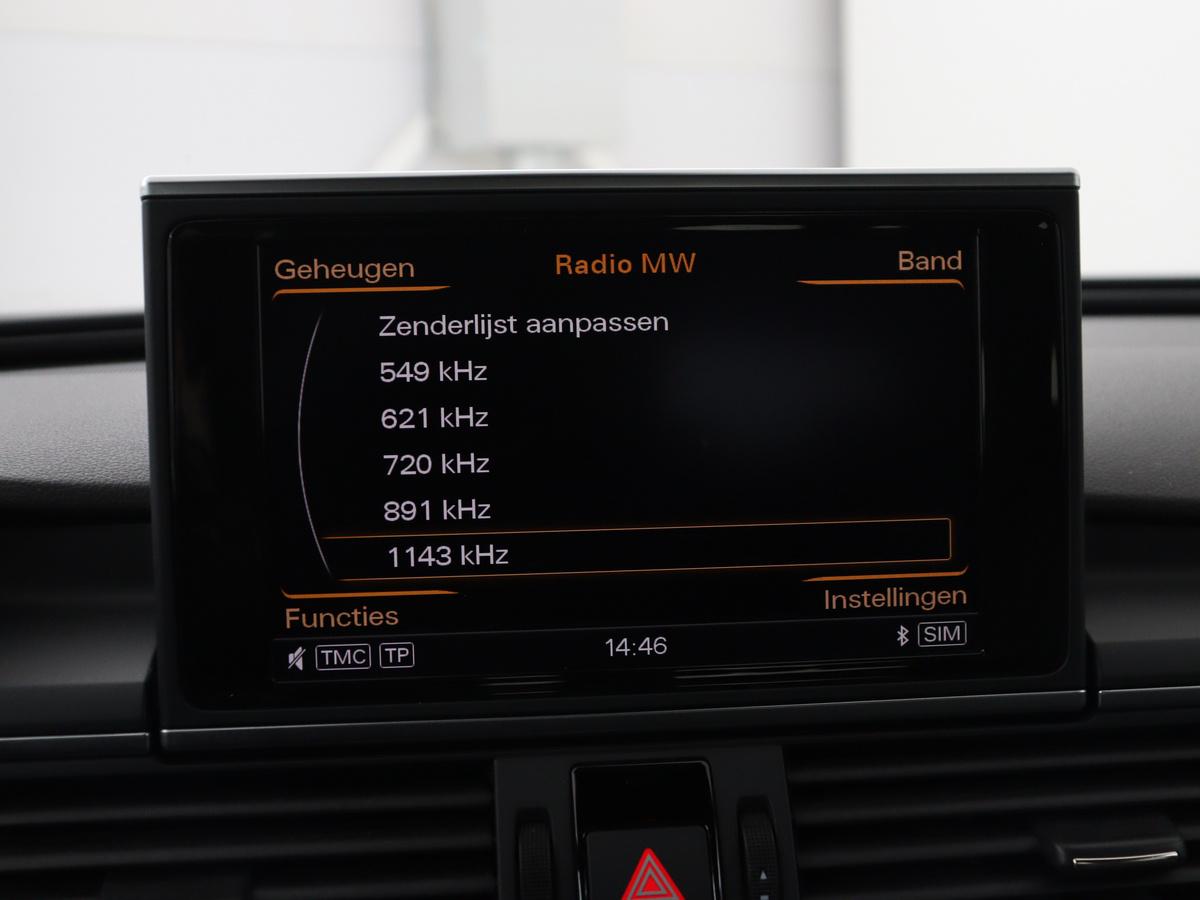 Geheugen Radio MW Band
Zenderlijst aanpassen
549 kHz
621 kHz
720 kHz
891 kHz
1143 kHz
Functies Instellingen
TMC TP 14:46 SIM